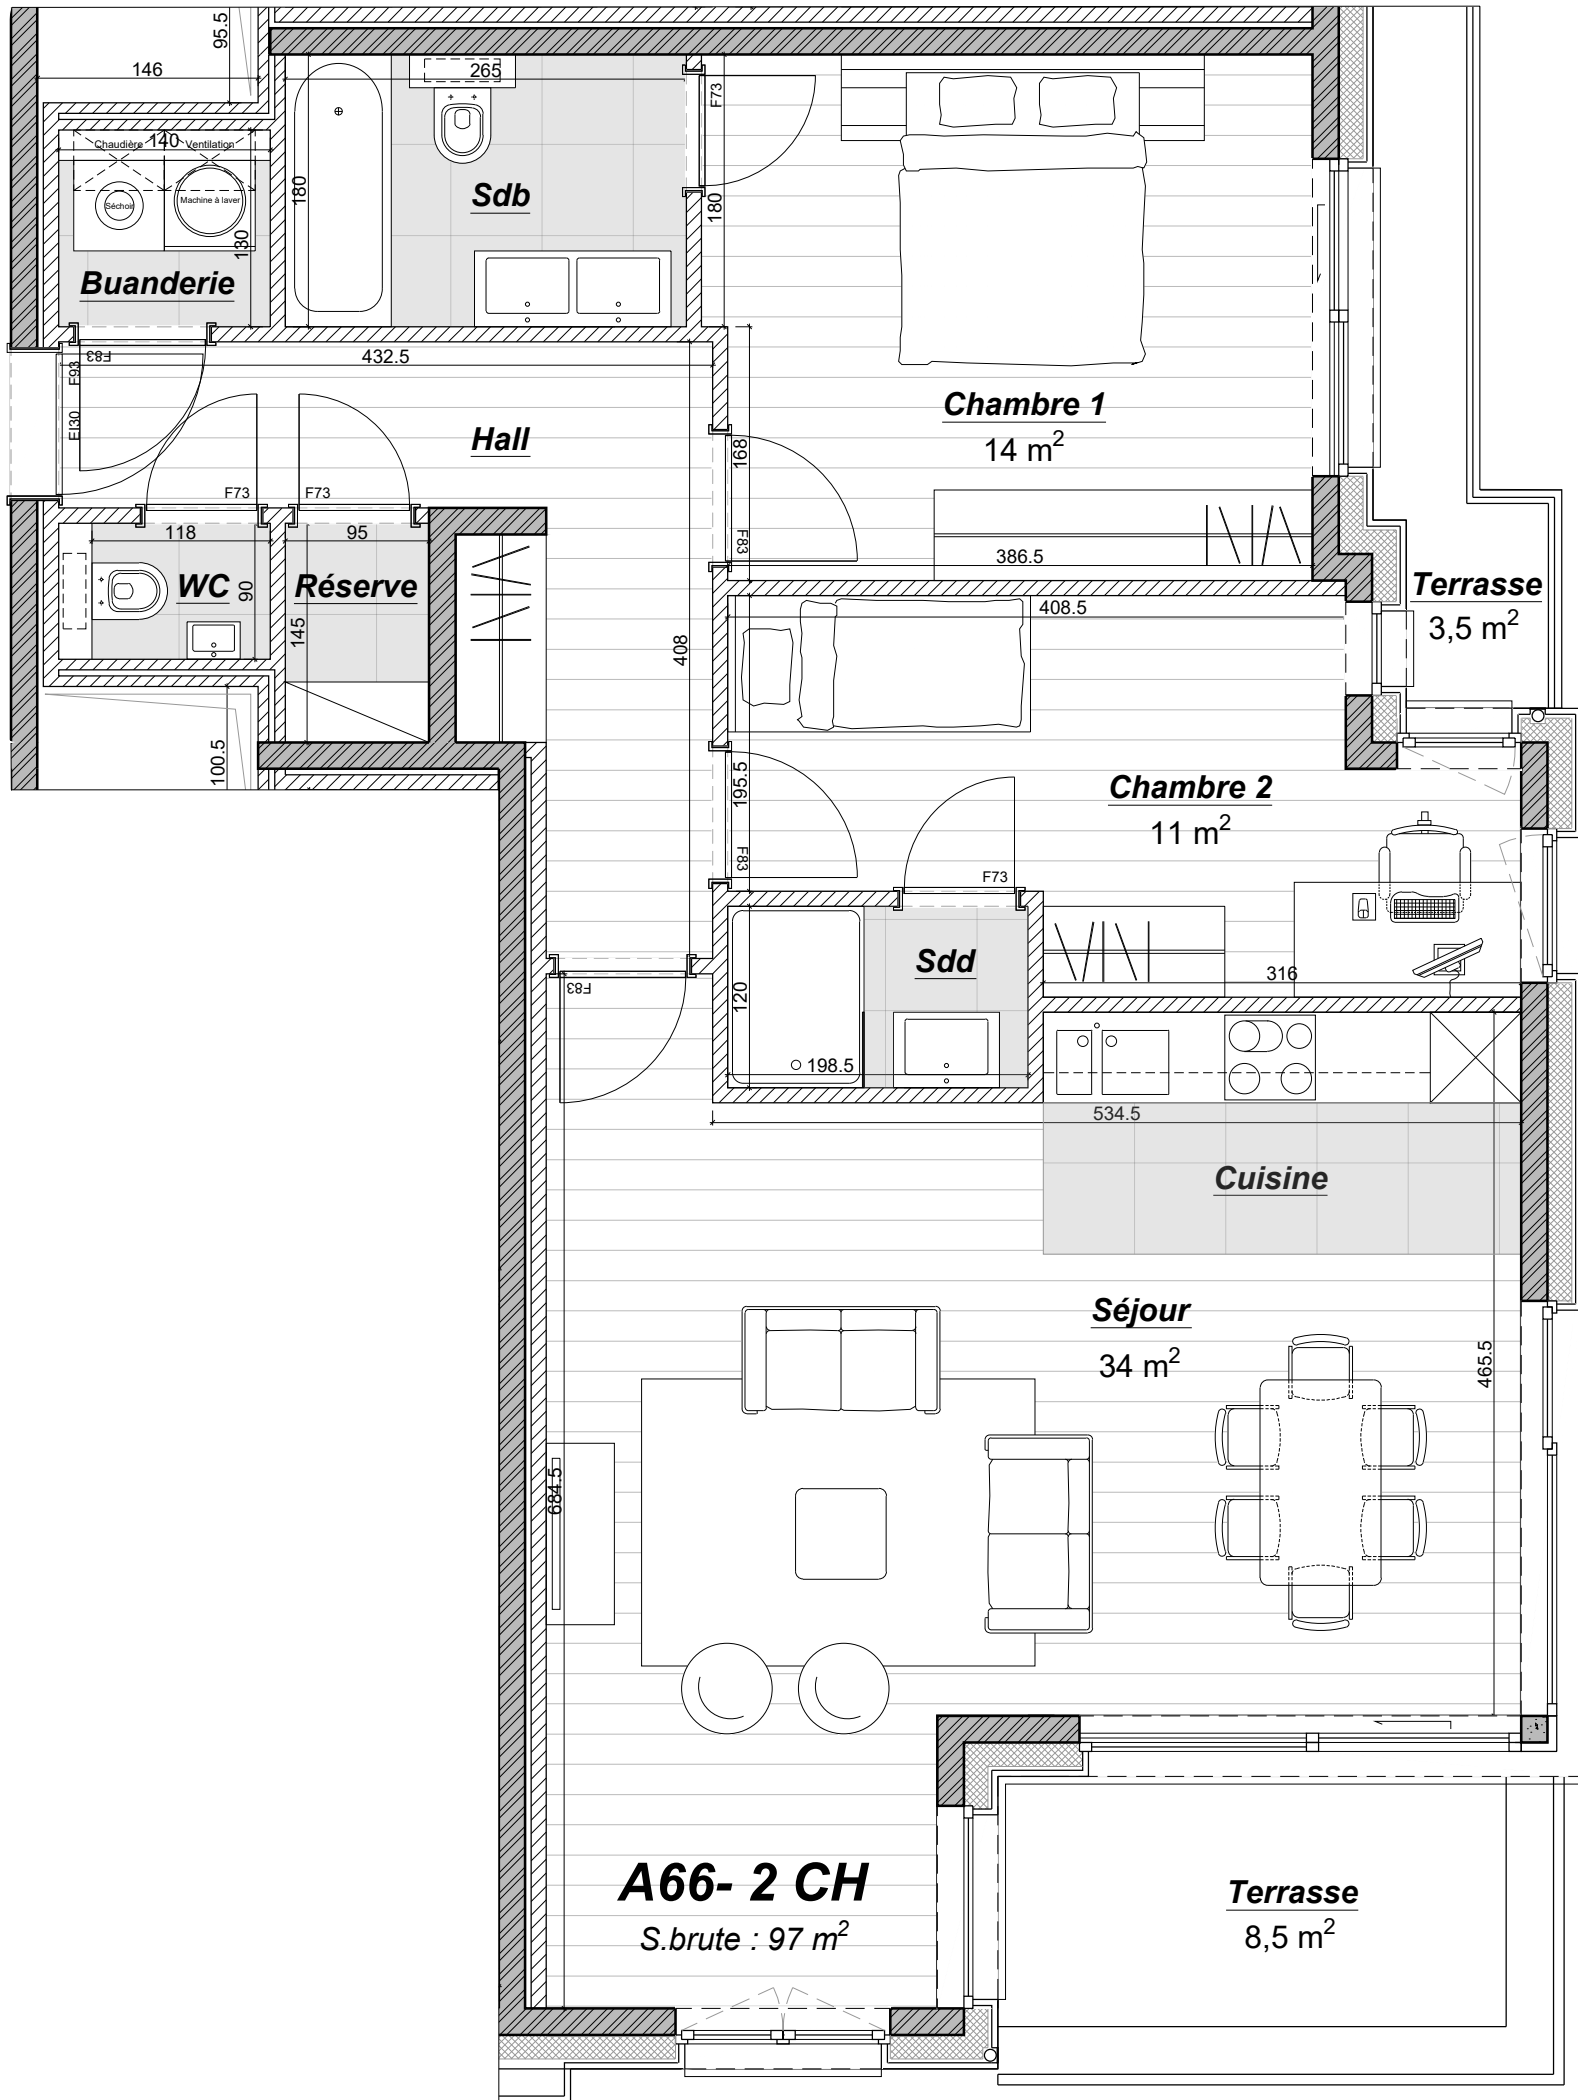 95.5
146
265
F73
Chaudière
140
Ventilation
180
Séchoir
Machine à laver
Sdb
180
130
Buanderie
F83
F93
432.5
EI30
Hall
Chambre 1
14 m²
168
F73
F73
F83
118
95
386.5
WC
90
Réserve
Terrasse
3,5 m²
408.5
145
408
100.5
195.5
Chambre 2
11 m²
F83
F73
Sdd
316
F83
120
198.5
534.5
Cuisine
Séjour
34 m²
465.5
684.5
A66- 2 CH
S.brute : 97 m²
Terrasse
8,5 m²